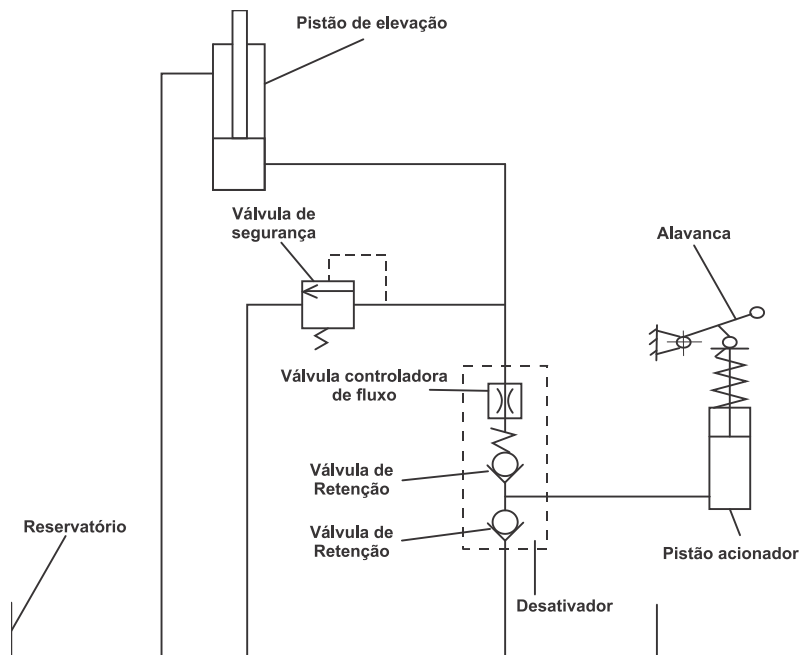 Pistão de elevação
Válvula de
segurança
Alavanca
Válvula controladora
de fluxo
Válvula de
Retenção
Reservatório
Válvula de
Retenção
Pistão acionador
Desativador